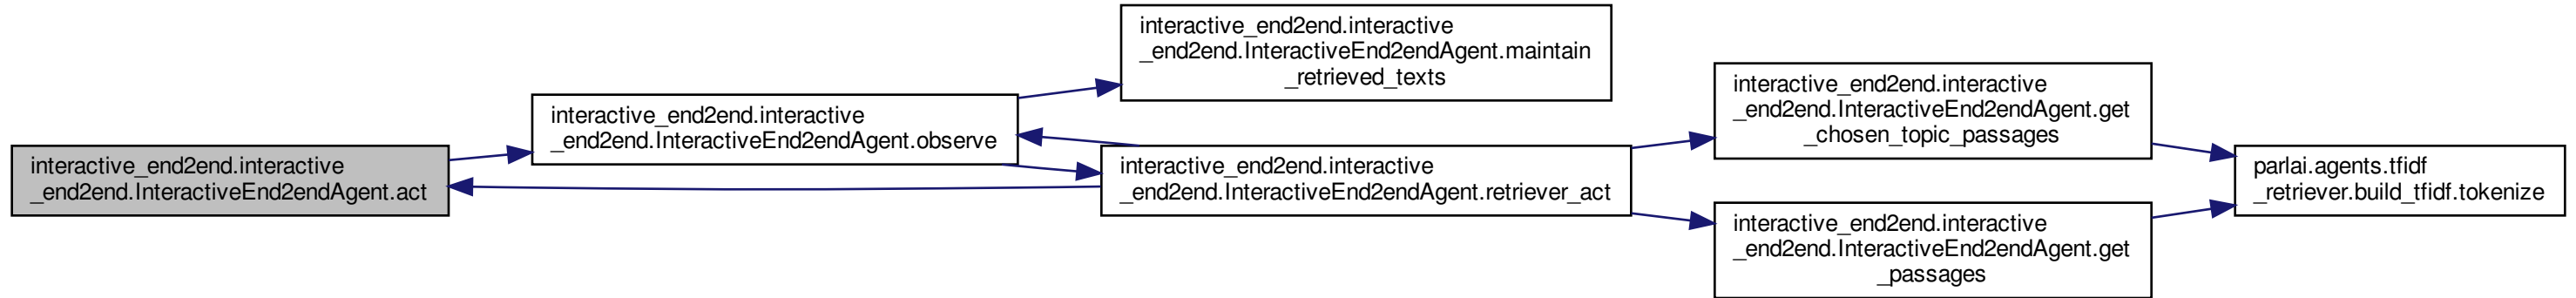 interactive_end2end.interactive
_end2end.InteractiveEnd2endAgent.act
interactive_end2end.interactive
_end2end.InteractiveEnd2endAgent.observe
interactive_end2end.interactive
_end2end.InteractiveEnd2endAgent.maintain
_retrieved_texts
interactive_end2end.interactive
_end2end.InteractiveEnd2endAgent.retriever_act
interactive_end2end.interactive
_end2end.InteractiveEnd2endAgent.get
_chosen_topic_passages
interactive_end2end.interactive
_end2end.InteractiveEnd2endAgent.get
_passages
parlai.agents.tfidf
_retriever.build_tfidf.tokenize